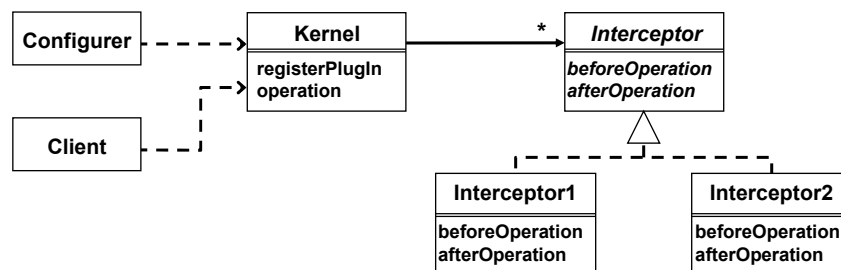 Configurer
Kernel
registerPlugIn
operation
*
Interceptor
beforeOperation
afterOperation
Client
Interceptor1
beforeOperation
afterOperation
Interceptor2
beforeOperation
afterOperation